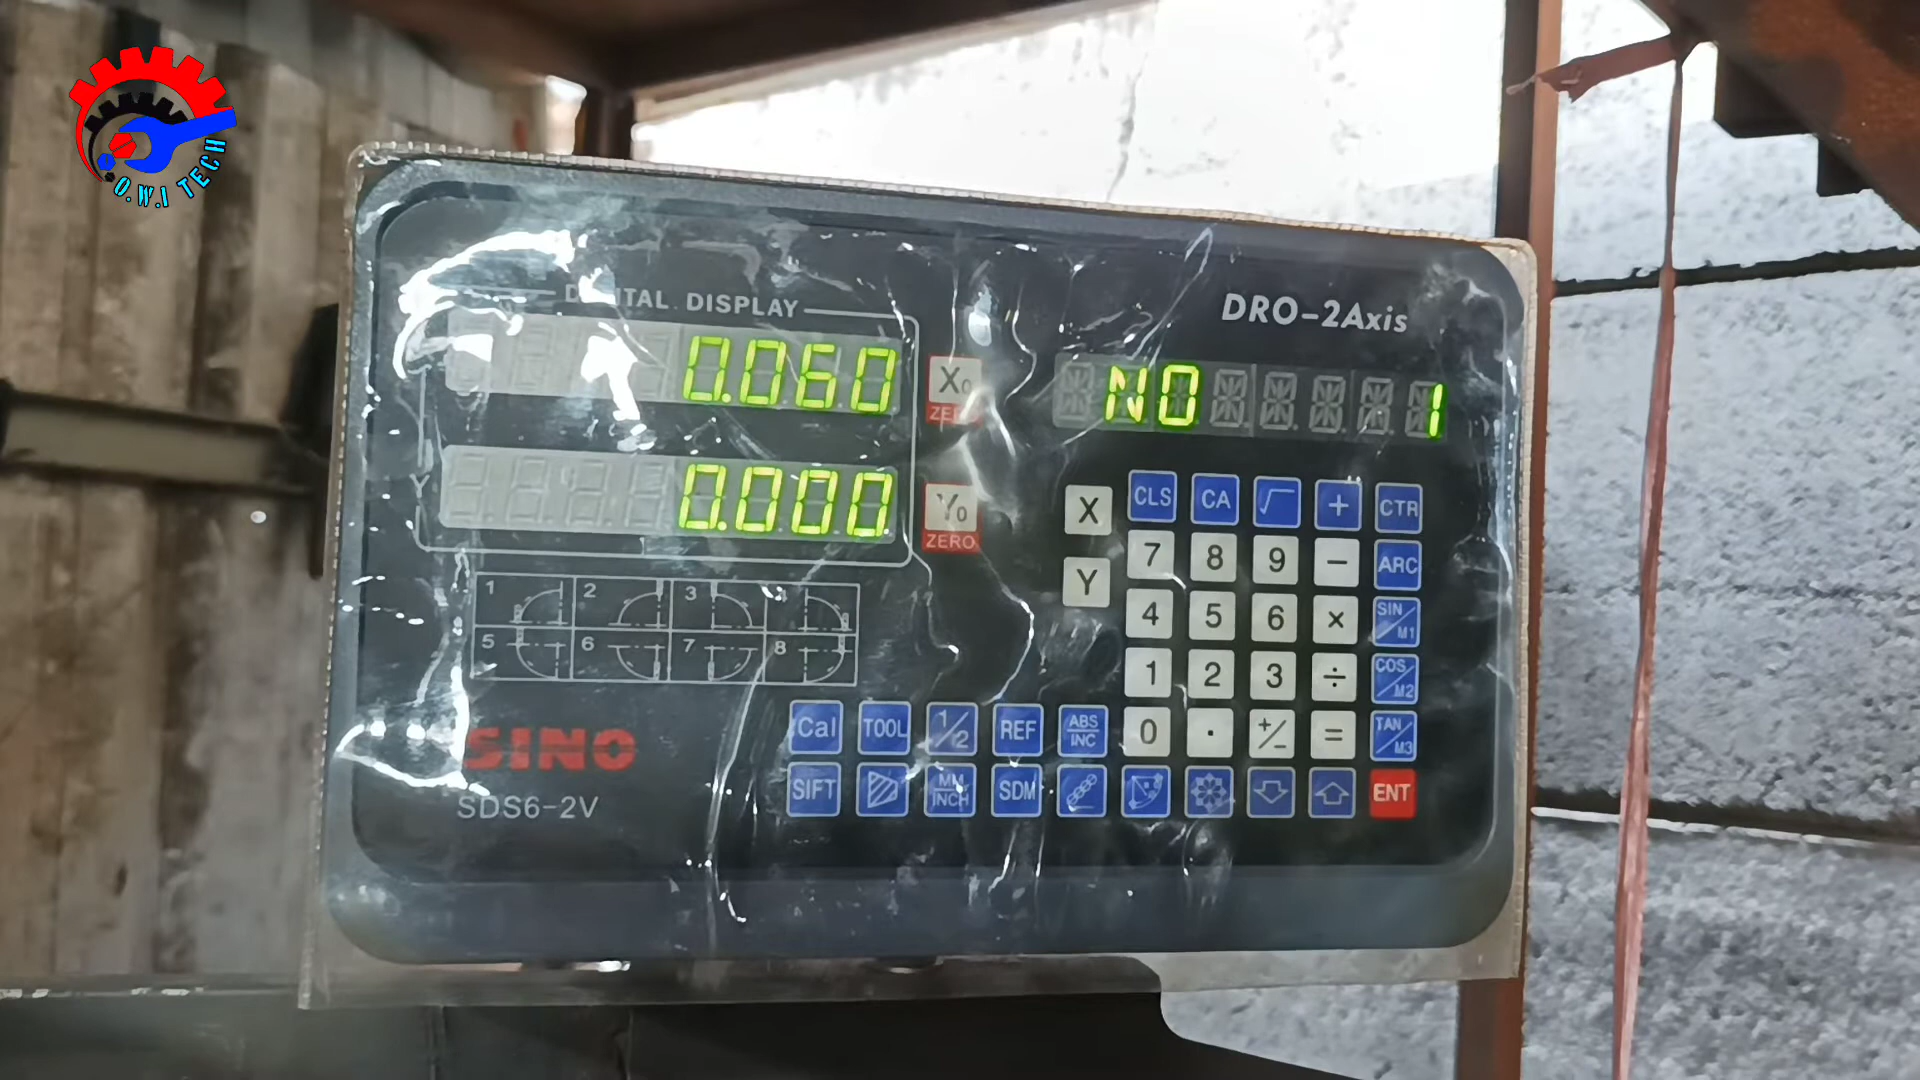 O.W.I TECH
DIGITAL DISPLAY
DRO-2Axis
0.060
X₀
ZERO
NO 1
Y
0.000
Y₀
ZERO
X
CLS CA √ + CTR
Y
7 8 9 - ARC
4 5 6 × SIN/M1
1 2 3 ÷ COS/M2
0 . +/- = TAN/M3
1 2 3 4
5 6 7 8
SINO
SDS6-2V
Cal TOOL 1/2 REF ABS/INC
SIFT MM/INCH SDM ENT